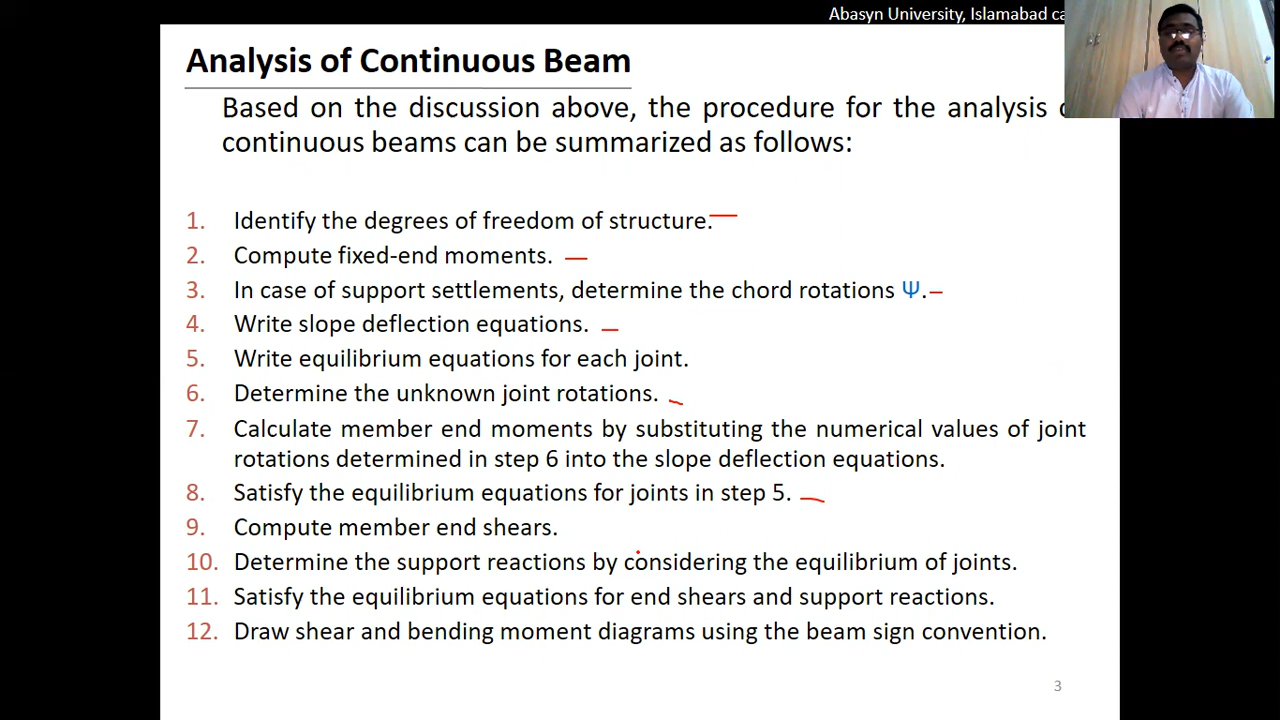 Abasyn University, Islamabad
Analysis of Continuous Beam
Based on the discussion above, the procedure for the analysis
continuous beams can be summarized as follows:
1. Identify the degrees of freedom of structure.
2. Compute fixed-end moments.
3. In case of support settlements, determine the chord rotations Ψ.
4. Write slope deflection equations.
5. Write equilibrium equations for each joint.
6. Determine the unknown joint rotations.
7. Calculate member end moments by substituting the numerical values of joint
rotations determined in step 6 into the slope deflection equations.
8. Satisfy the equilibrium equations for joints in step 5.
9. Compute member end shears.
10. Determine the support reactions by considering the equilibrium of joints.
11. Satisfy the equilibrium equations for end shears and support reactions.
12. Draw shear and bending moment diagrams using the beam sign convention.
3